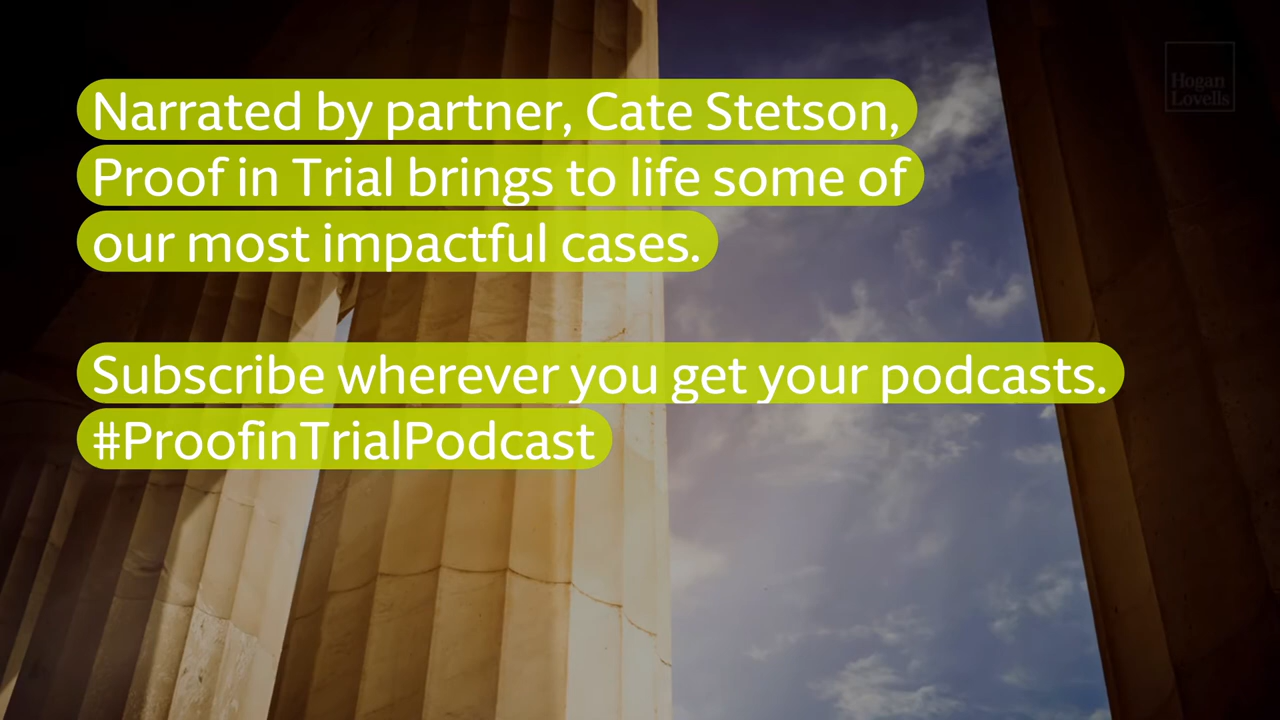 Narrated by partner, Cate Stetson,
Proof in Trial brings to life some of
our most impactful cases.
Subscribe wherever you get your podcasts.
#ProofinTrialPodcast
Hogan
Lovells